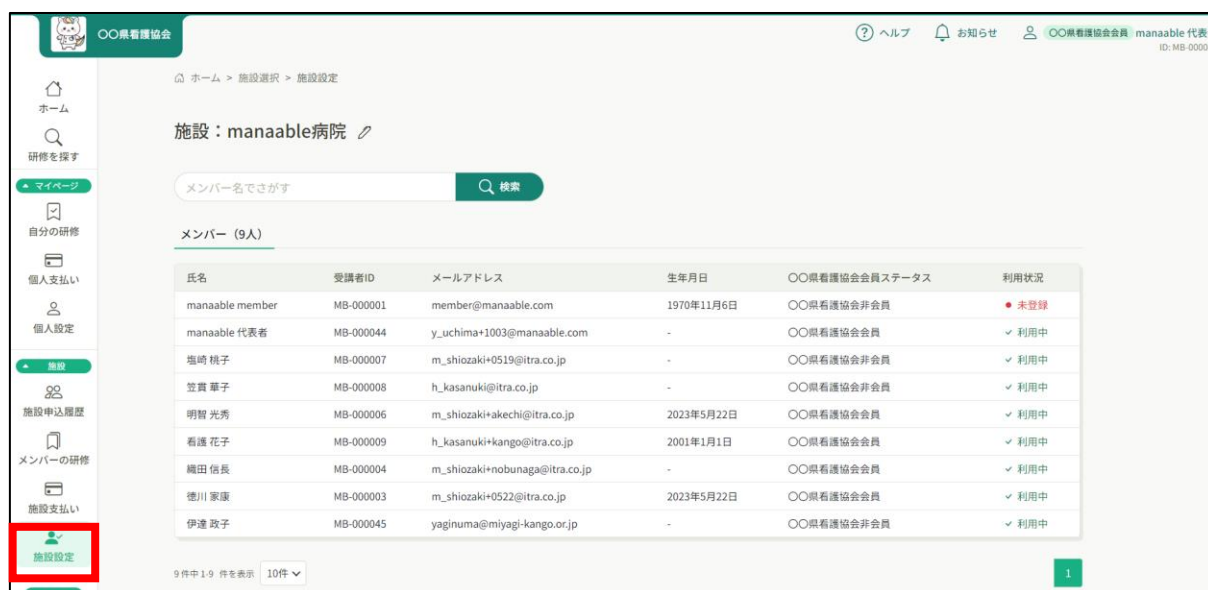 〇〇県看護協会
ヘルプ
お知らせ
〇〇県看護協会会員 manaable 代表
ID: MB-0000
ホーム
研修を探す
マイページ
自分の研修
個人支払い
個人設定
施設
施設申込履歴
メンバーの研修
施設支払い
施設設定
ホーム > 施設選択 > 施設設定
施設：manaable病院
メンバー名でさがす
検索
メンバー（9人）
氏名 受講者ID メールアドレス 生年月日 〇〇県看護協会会員ステータス 利用状況
manaable member MB-000001 member@manaable.com 1970年11月6日 〇〇県看護協会非会員 未登録
manaable 代表者 MB-000044 y_uchima+1003@manaable.com - 〇〇県看護協会会員 利用中
塩崎 桃子 MB-000007 m_shiozaki+0519@itra.co.jp - 〇〇県看護協会非会員 利用中
笠貫 華子 MB-000008 h_kasanuki@itra.co.jp - 〇〇県看護協会非会員 利用中
明智 光秀 MB-000006 m_shiozaki+akechi@itra.co.jp 2023年5月22日 〇〇県看護協会会員 利用中
看護 花子 MB-000009 h_kasanuki+kango@itra.co.jp 2001年1月1日 〇〇県看護協会会員 利用中
織田 信長 MB-000004 m_shiozaki+nobunaga@itra.co.jp - 〇〇県看護協会会員 利用中
徳川 家康 MB-000003 m_shiozaki+0522@itra.co.jp 2023年5月22日 〇〇県看護協会会員 利用中
伊達 政子 MB-000045 yaginuma@miyagi-kango.or.jp - 〇〇県看護協会非会員 利用中
9件中 1-9 件を表示 10件
1